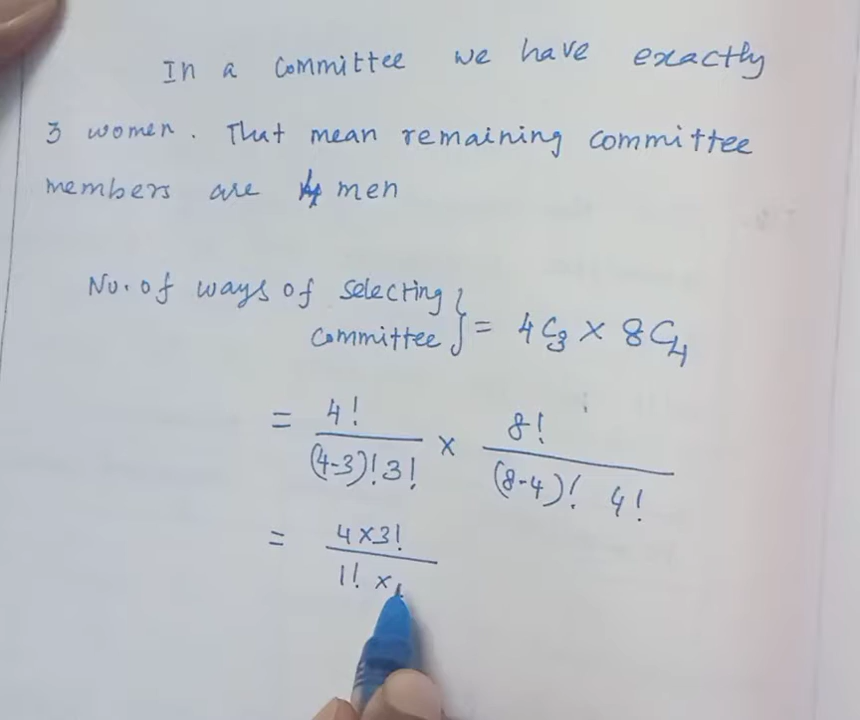 In a committee we have exactly
3 women. That mean remaining committee
members are 4 men
No. of ways of selecting
committee } = 4C3 × 8C4
= 4! / (4-3)! 3! × 8! / (8-4)! 4!
= 4×3! / 1! ×